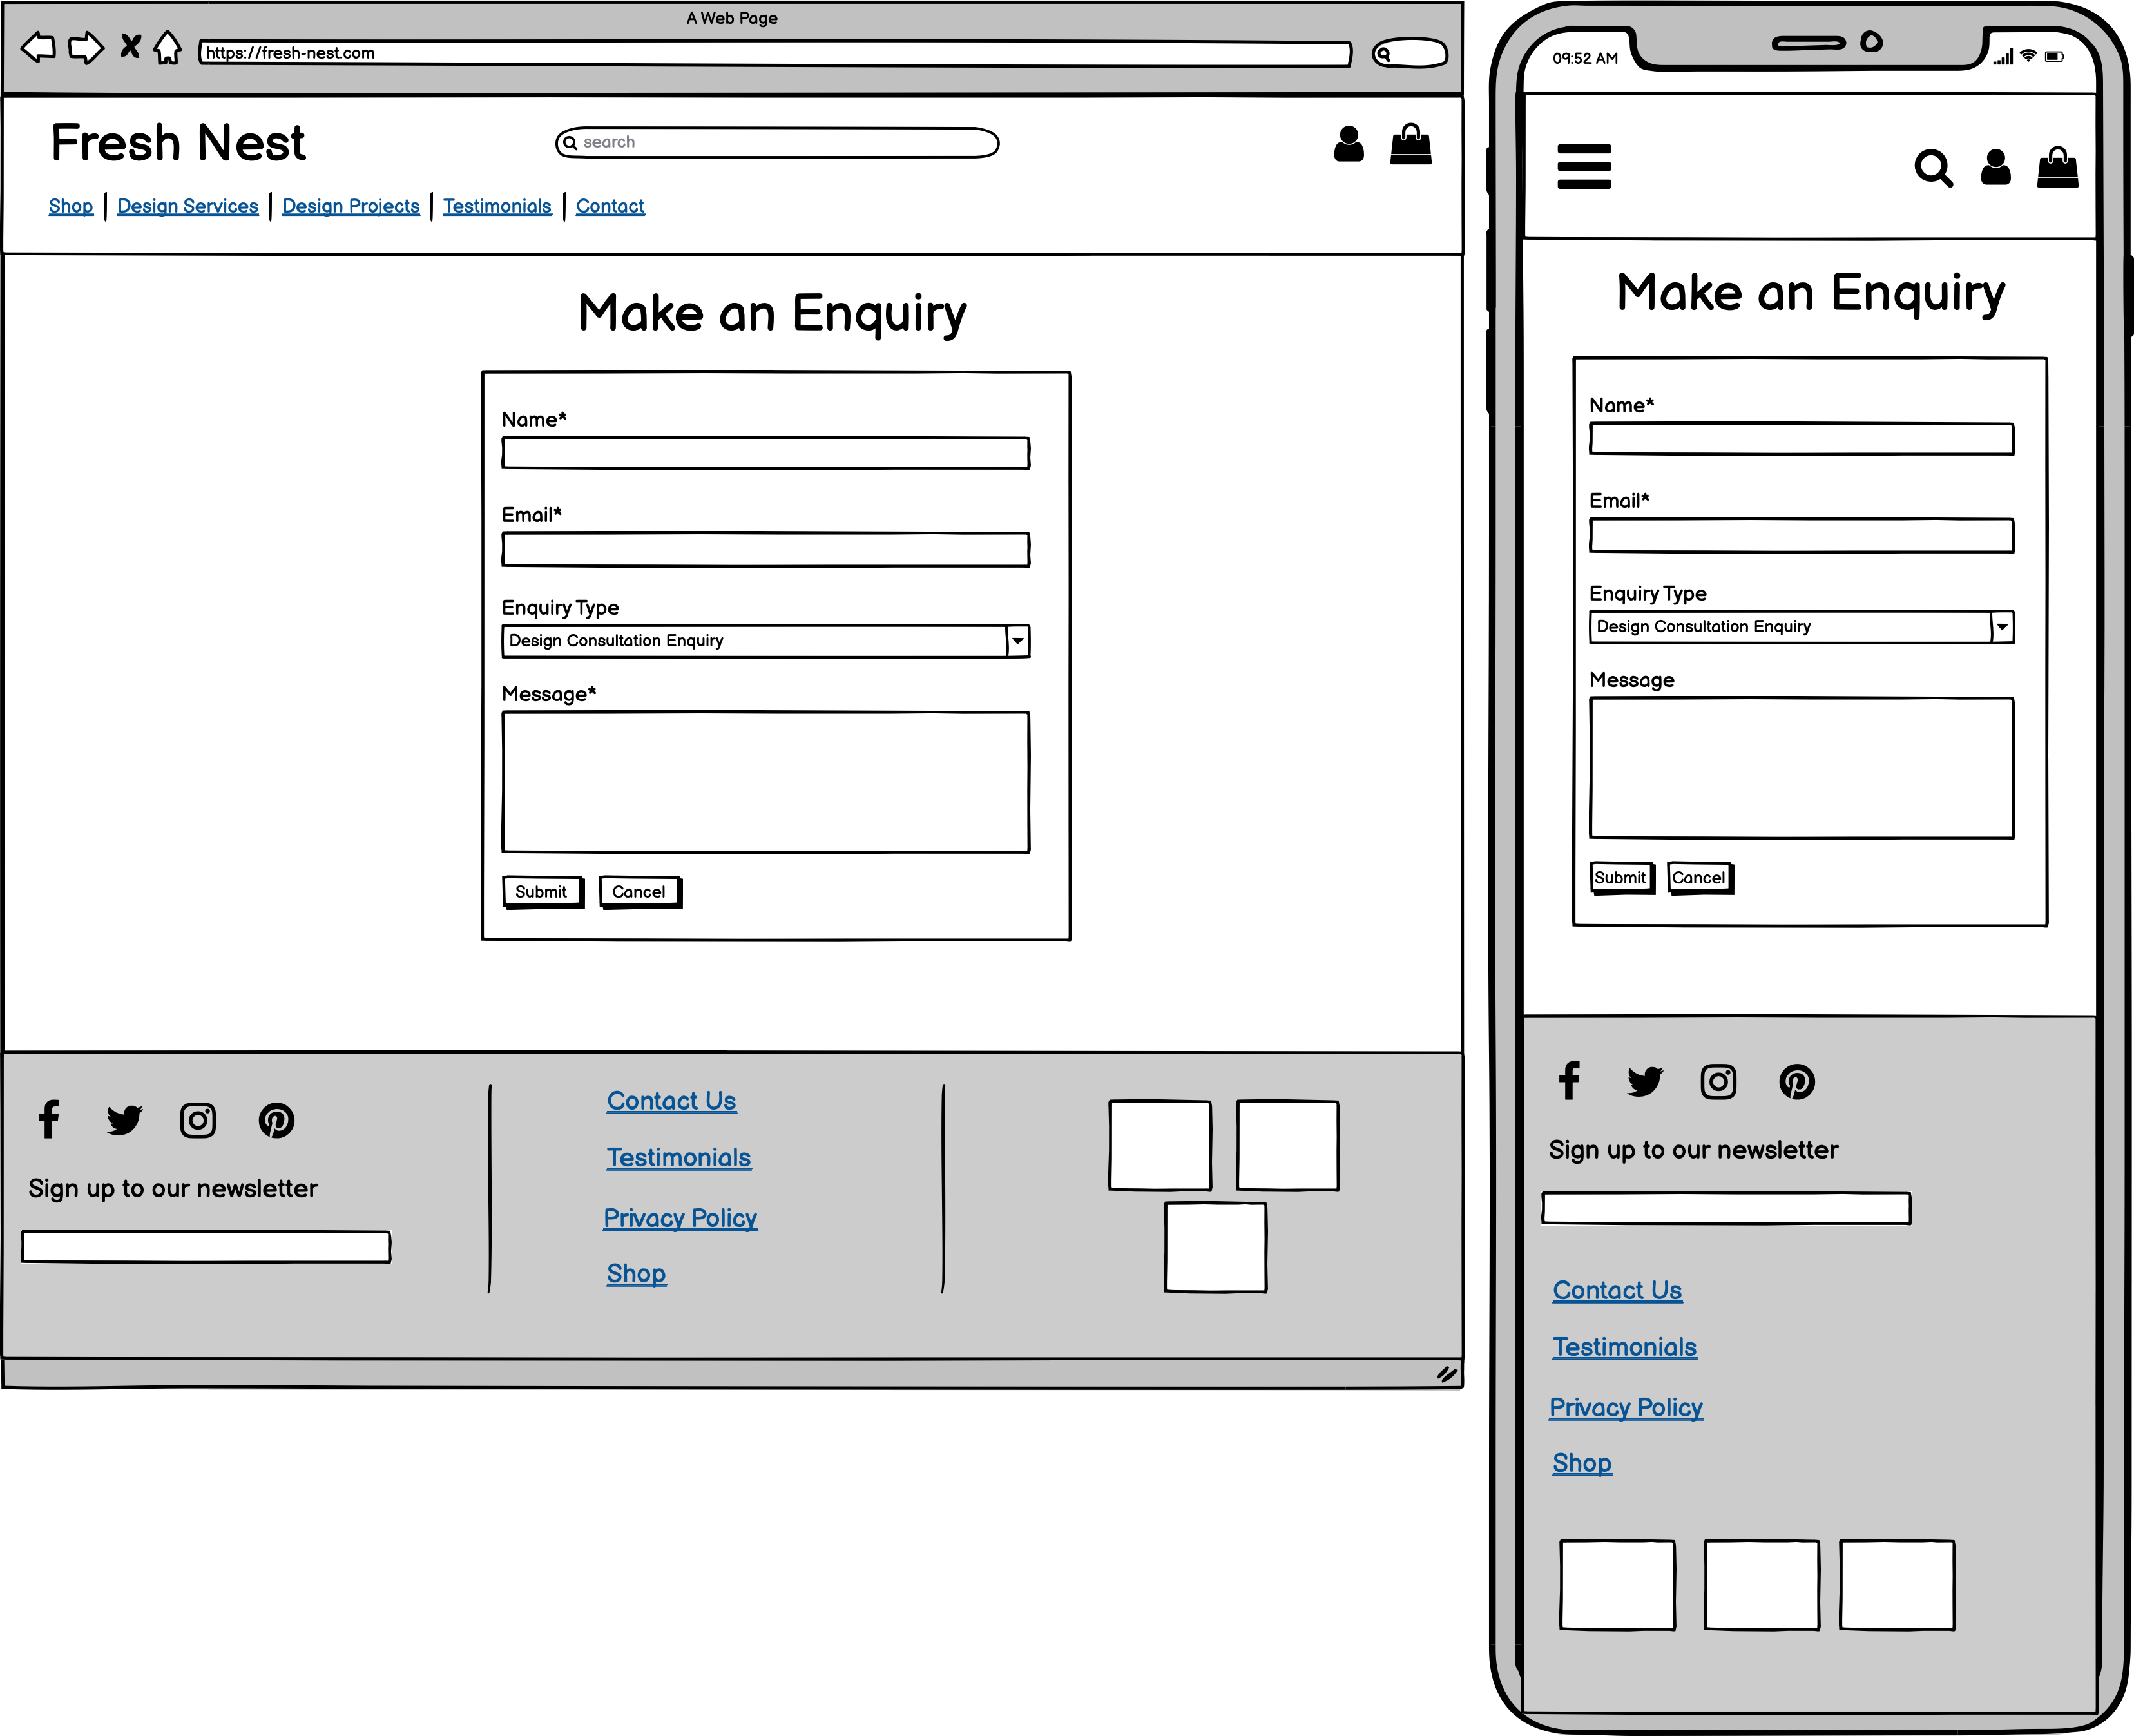 A Web Page
https://fresh-nest.com
Fresh Nest
search
Shop
Design Services
Design Projects
Testimonials
Contact
Make an Enquiry
Name*
Email*
Enquiry Type
Design Consultation Enquiry
Message*
Submit
Cancel
Sign up to our newsletter
Contact Us
Testimonials
Privacy Policy
Shop
09:52 AM
Make an Enquiry
Name*
Email*
Enquiry Type
Design Consultation Enquiry
Message
Submit
Cancel
Sign up to our newsletter
Contact Us
Testimonials
Privacy Policy
Shop